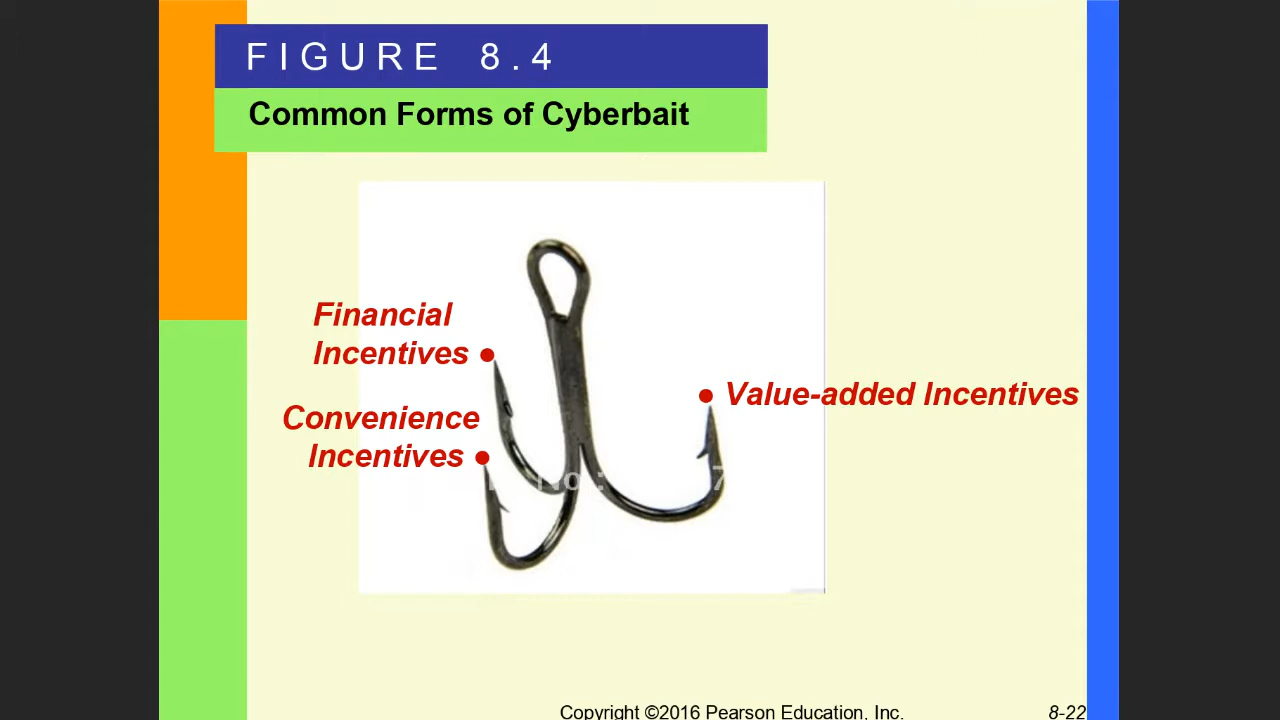 FIGURE 8.4
Common Forms of Cyberbait
Financial
Incentives
Convenience
Incentives
Value-added Incentives
Copyright ©2016 Pearson Education, Inc.
8-22